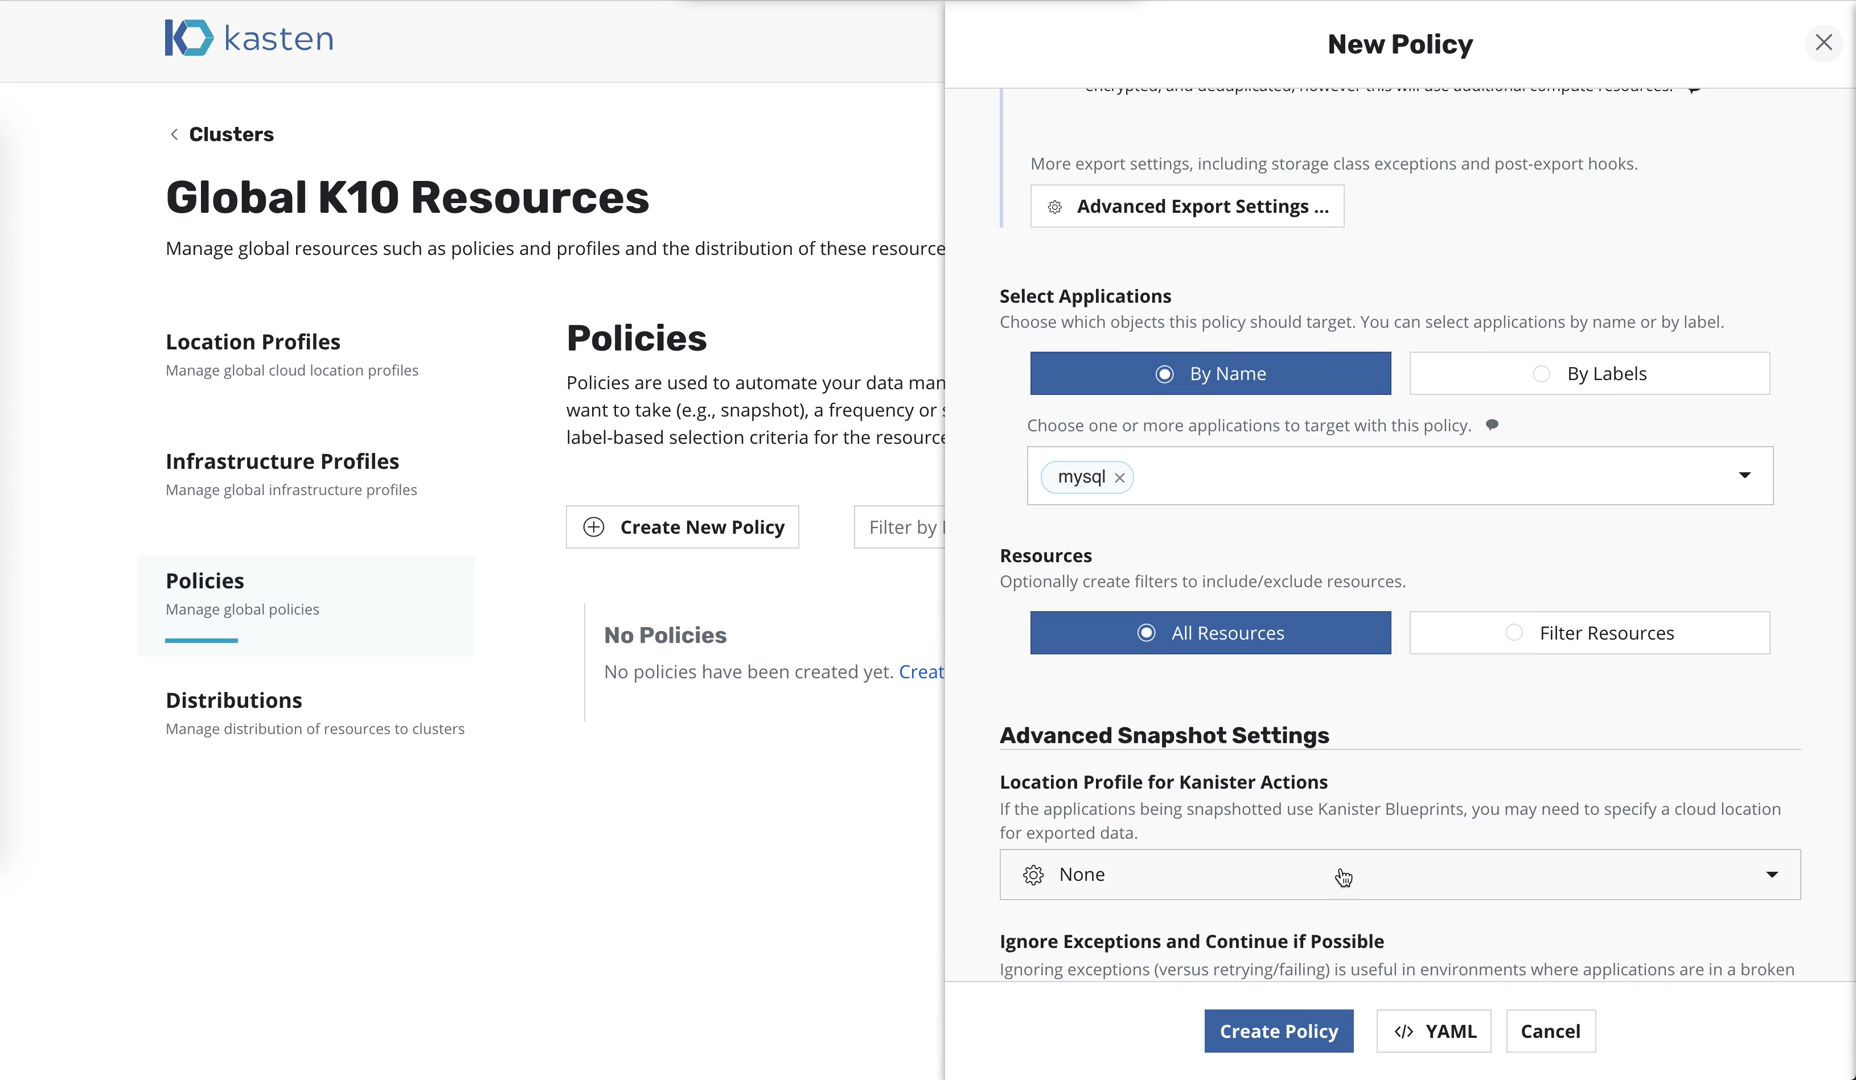 kasten
Clusters
Global K10 Resources
Manage global resources such as policies and profiles and the distribution of these resource
Location Profiles
Manage global cloud location profiles
Infrastructure Profiles
Manage global infrastructure profiles
Policies
Manage global policies
Distributions
Manage distribution of resources to clusters
Policies
Policies are used to automate your data man
want to take (e.g., snapshot), a frequency or s
label-based selection criteria for the resource
Create New Policy
Filter by
No Policies
No policies have been created yet. Creat
New Policy
encrypted, and deduplicated, however this will use additional compute resources.
More export settings, including storage class exceptions and post-export hooks.
Advanced Export Settings ...
Select Applications
Choose which objects this policy should target. You can select applications by name or by label.
By Name
By Labels
Choose one or more applications to target with this policy.
mysql
Resources
Optionally create filters to include/exclude resources.
All Resources
Filter Resources
Advanced Snapshot Settings
Location Profile for Kanister Actions
If the applications being snapshotted use Kanister Blueprints, you may need to specify a cloud location
for exported data.
None
Ignore Exceptions and Continue if Possible
Ignoring exceptions (versus retrying/failing) is useful in environments where applications are in a broken
Create Policy
</> YAML
Cancel